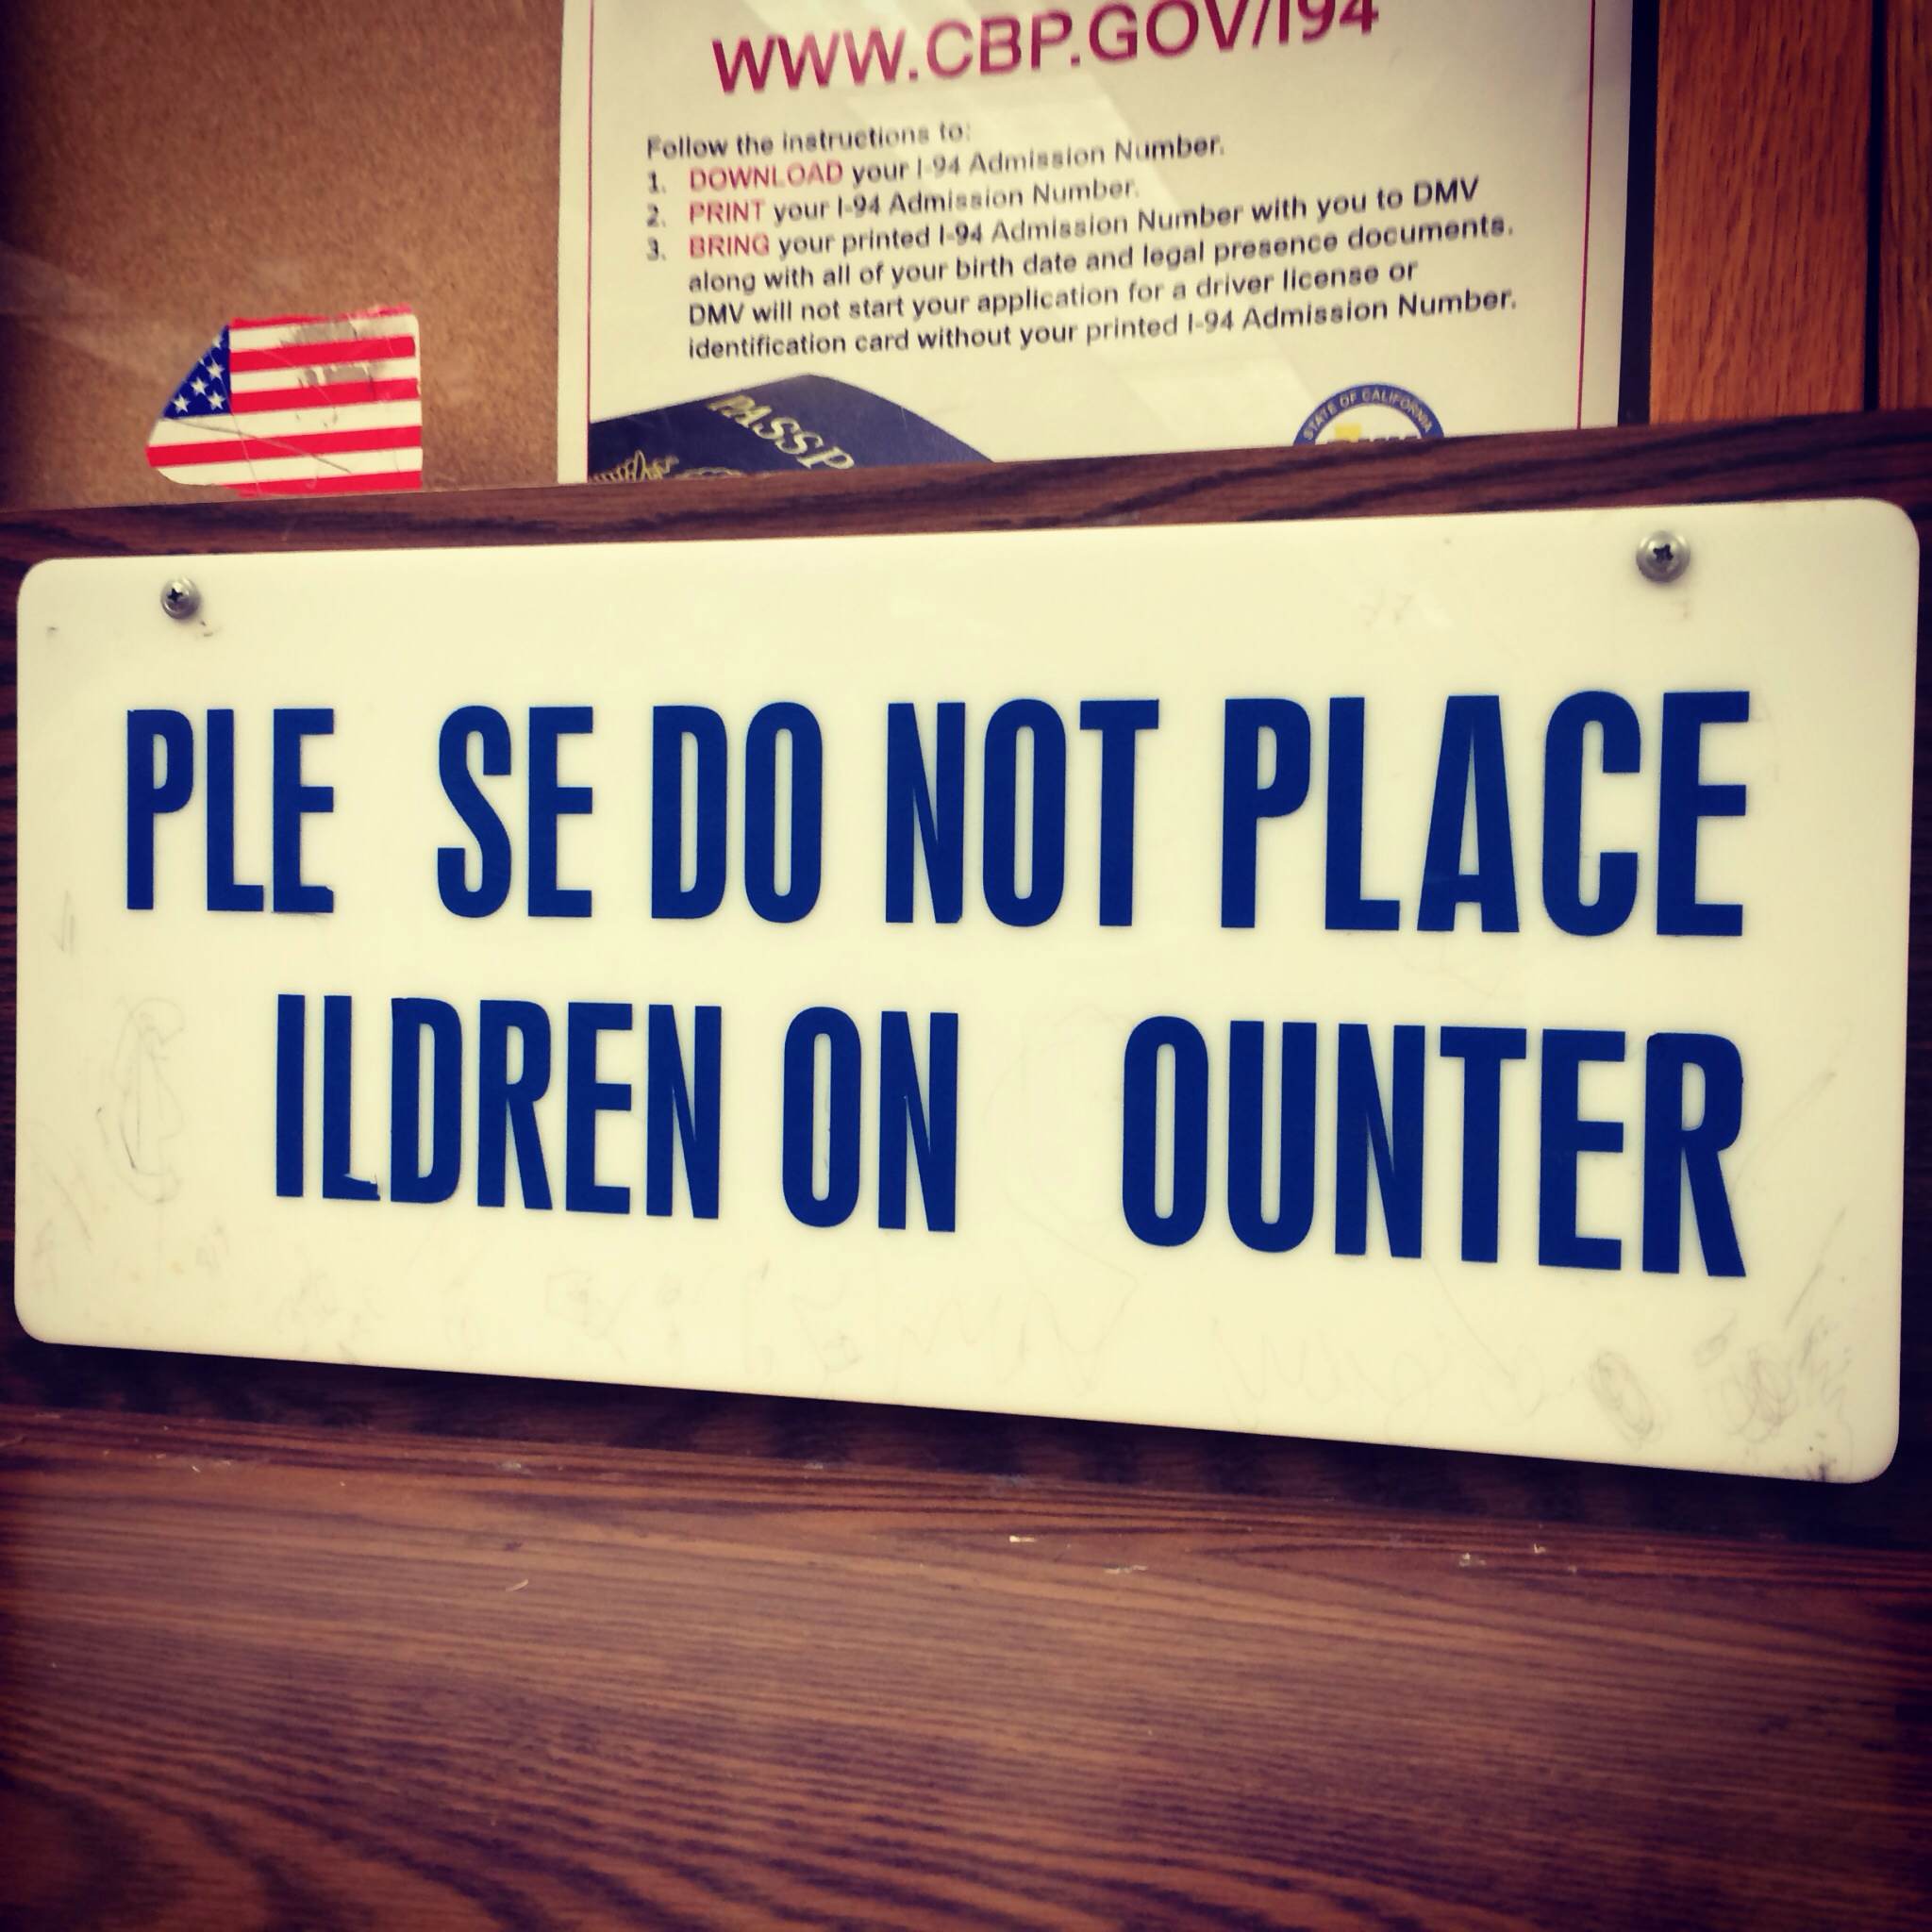 WWW.CBP.GOV/I94
Follow the instructions to:
1. DOWNLOAD your I-94 Admission Number.
2. PRINT your I-94 Admission Number.
3. BRING your printed I-94 Admission Number with you to DMV
along with all of your birth date and legal presence documents.
DMV will not start your application for a driver license or
identification card without your printed I-94 Admission Number.
PASSP
STATE OF CALIFORNIA
PLE SE DO NOT PLACE
ILDREN ON OUNTER